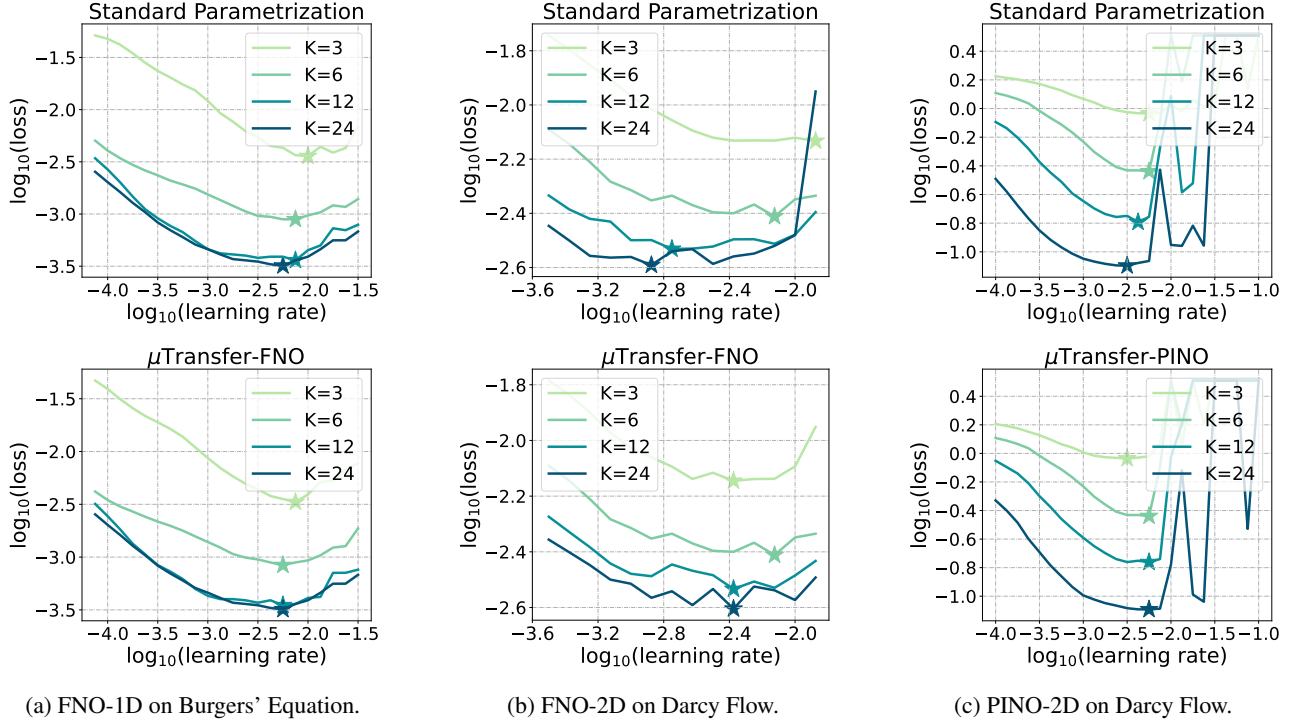 Standard Parametrization
log10(loss)
−1.5
−2.0
−2.5
−3.0
−3.5
K=3
K=6
K=12
K=24
−4.0 −3.5 −3.0 −2.5 −2.0 −1.5
log10(learning rate)
Standard Parametrization
log10(loss)
−1.8
−2.0
−2.2
−2.4
−2.6
K=3
K=6
K=12
K=24
−3.6 −3.2 −2.8 −2.4 −2.0
log10(learning rate)
Standard Parametrization
log10(loss)
0.4
0.2
0.0
−0.2
−0.4
−0.6
−0.8
−1.0
K=3
K=6
K=12
K=24
−4.0 −3.5 −3.0 −2.5 −2.0 −1.5 −1.0
log10(learning rate)
μTransfer-FNO
log10(loss)
−1.5
−2.0
−2.5
−3.0
−3.5
K=3
K=6
K=12
K=24
−4.0 −3.5 −3.0 −2.5 −2.0 −1.5
log10(learning rate)
μTransfer-FNO
log10(loss)
−1.8
−2.0
−2.2
−2.4
−2.6
K=3
K=6
K=12
K=24
−3.6 −3.2 −2.8 −2.4 −2.0
log10(learning rate)
μTransfer-PINO
log10(loss)
0.4
0.2
0.0
−0.2
−0.4
−0.6
−0.8
−1.0
K=3
K=6
K=12
K=24
−4.0 −3.5 −3.0 −2.5 −2.0 −1.5 −1.0
log10(learning rate)
(a) FNO-1D on Burgers’ Equation.
(b) FNO-2D on Darcy Flow.
(c) PINO-2D on Darcy Flow.